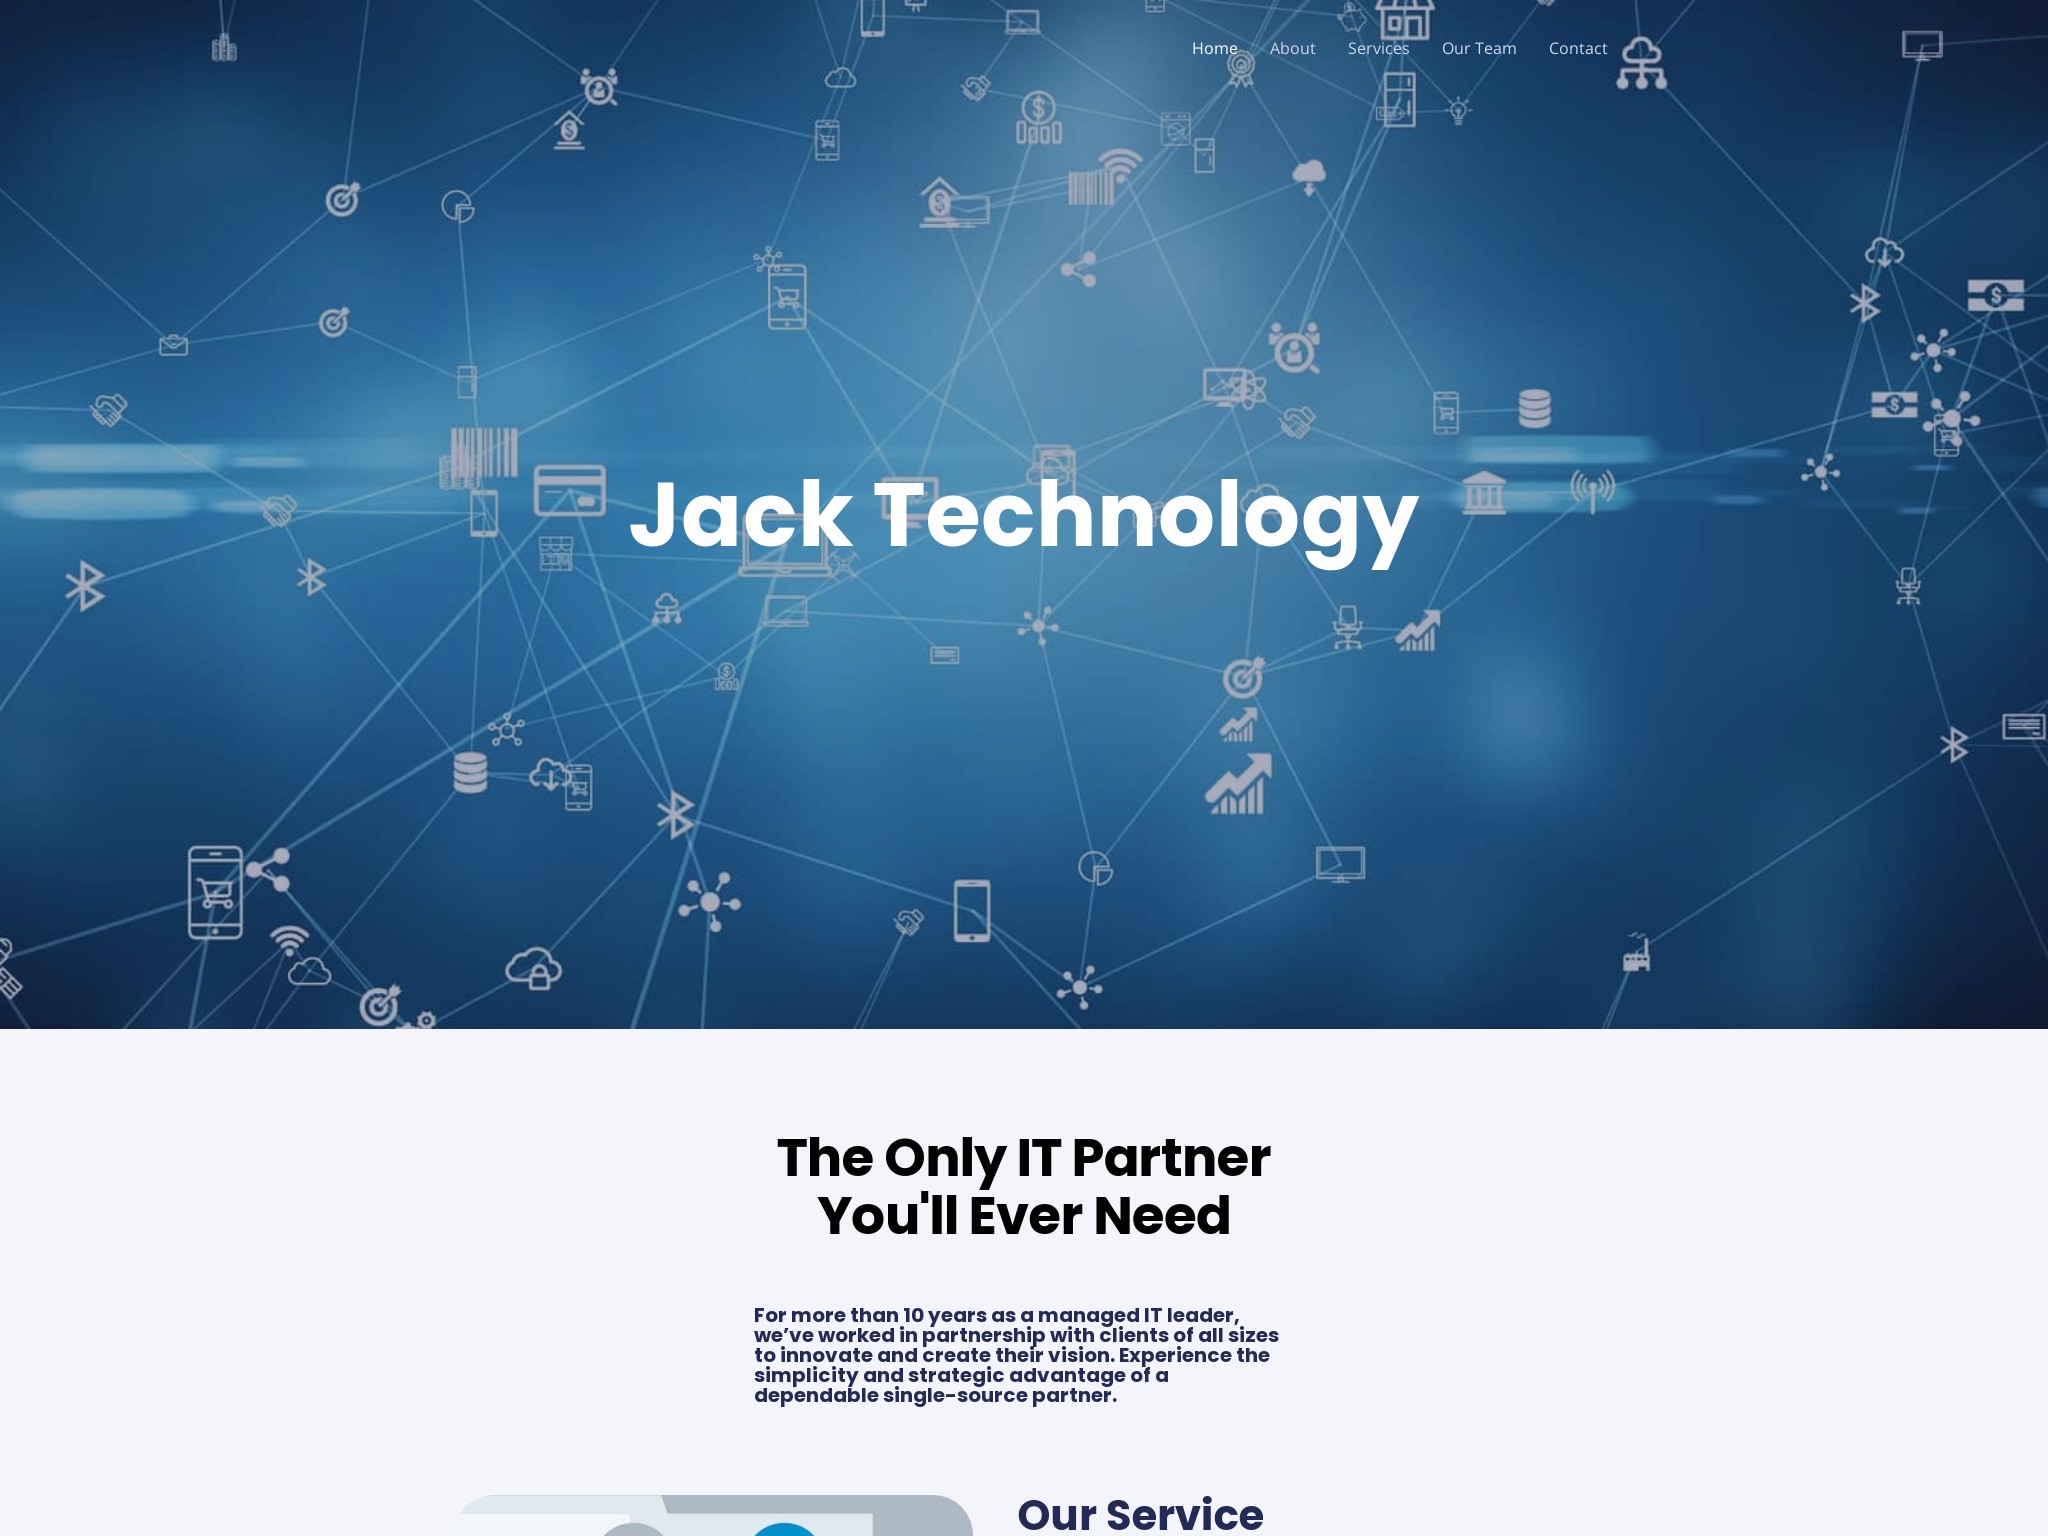 Home About Services Our Team Contact
Jack Technology
The Only IT Partner
You'll Ever Need
For more than 10 years as a managed IT leader,
we’ve worked in partnership with clients of all sizes
to innovate and create their vision. Experience the
simplicity and strategic advantage of a
dependable single-source partner.
Our Service